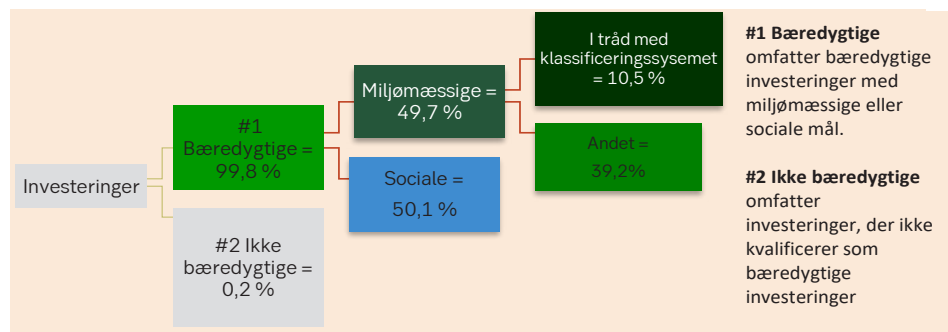 Investeringer
#1
Bæredygtige =
99,8 %
#2 Ikke
bæredygtige =
0,2 %
Miljømæssige =
49,7 %
Sociale =
50,1 %
I tråd med
klassificeringssysemet
= 10,5 %
Andet =
39,2%
#1 Bæredygtige
omfatter bæredygtige
investeringer med
miljømæssige eller
sociale mål.
#2 Ikke bæredygtige
omfatter
investeringer, der ikke
kvalificerer som
bæredygtige
investeringer